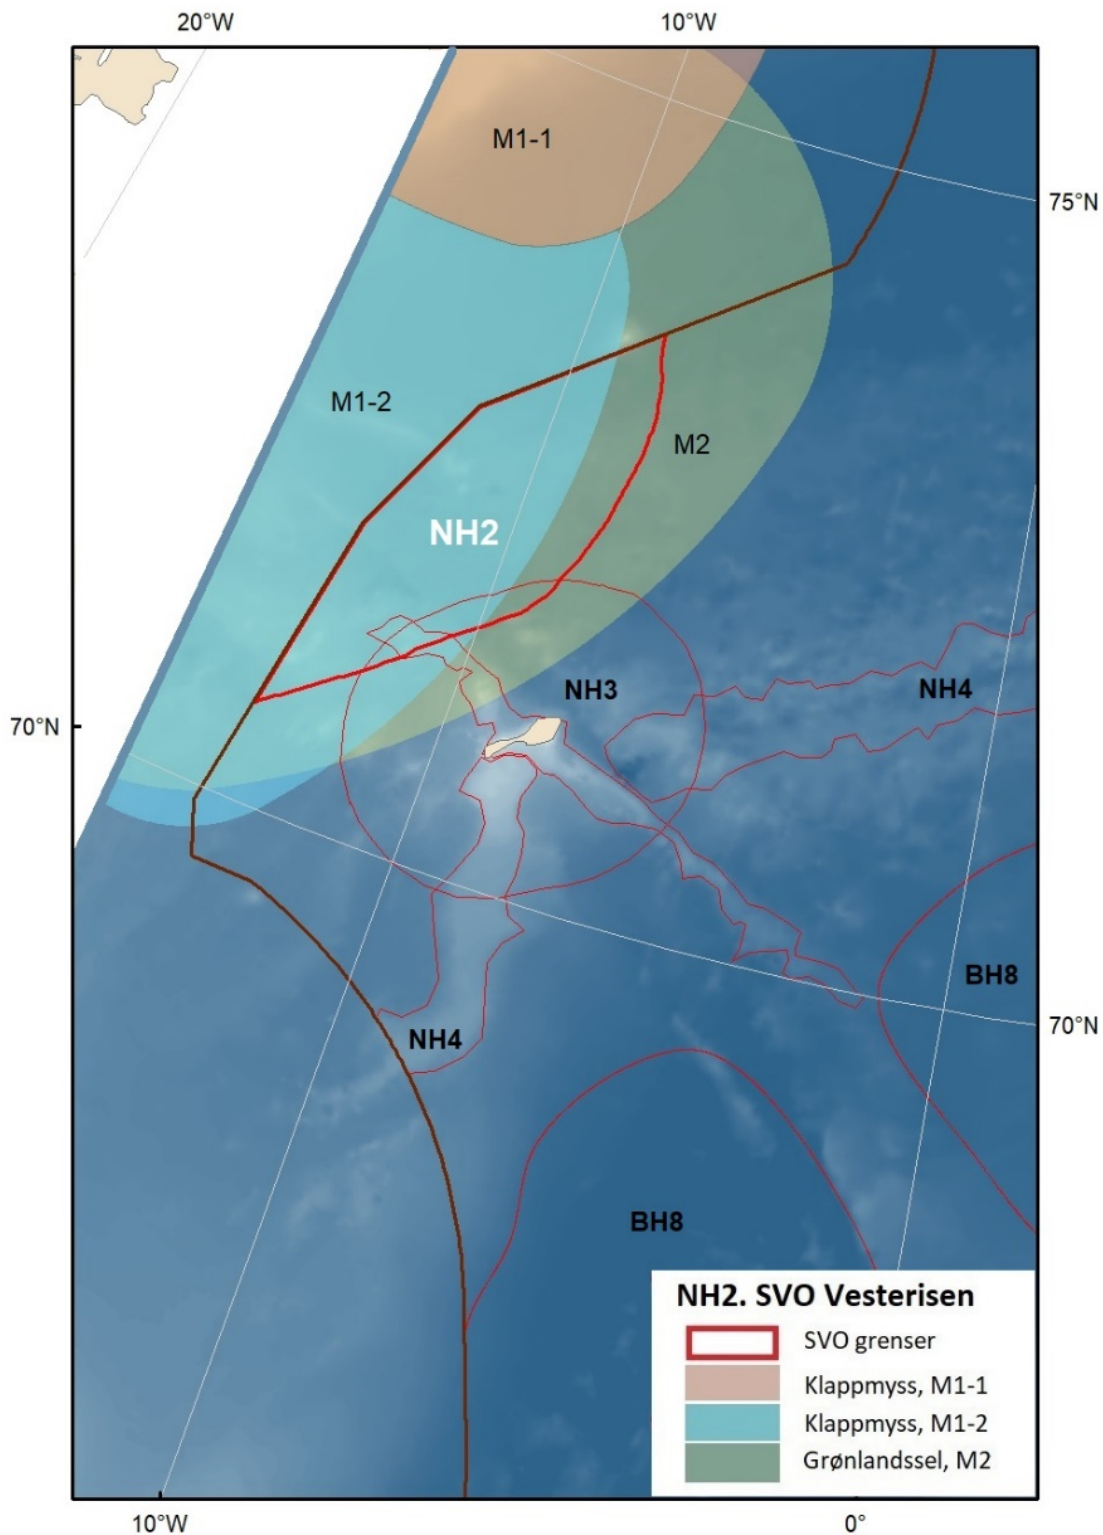 20°W
10°W
M1-1
75°N
M1-2
M2
NH2
NH3
NH4
70°N
BH8
70°N
NH4
BH8
NH2. SVO Vesterisen
SVO grenser
Klappmyss, M1-1
Klappmyss, M1-2
Grønlandssel, M2
10°W
0°